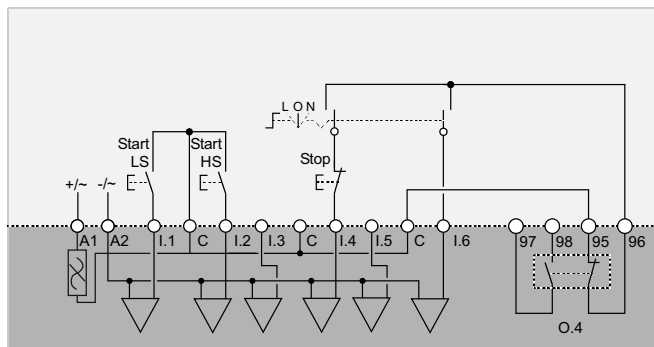 L O N
Start
LS
Start
HS
Stop
+/~
-/~
A1
A2
I.1
C
I.2
I.3
C
I.4
I.5
C
I.6
97
98
95
96
O.4